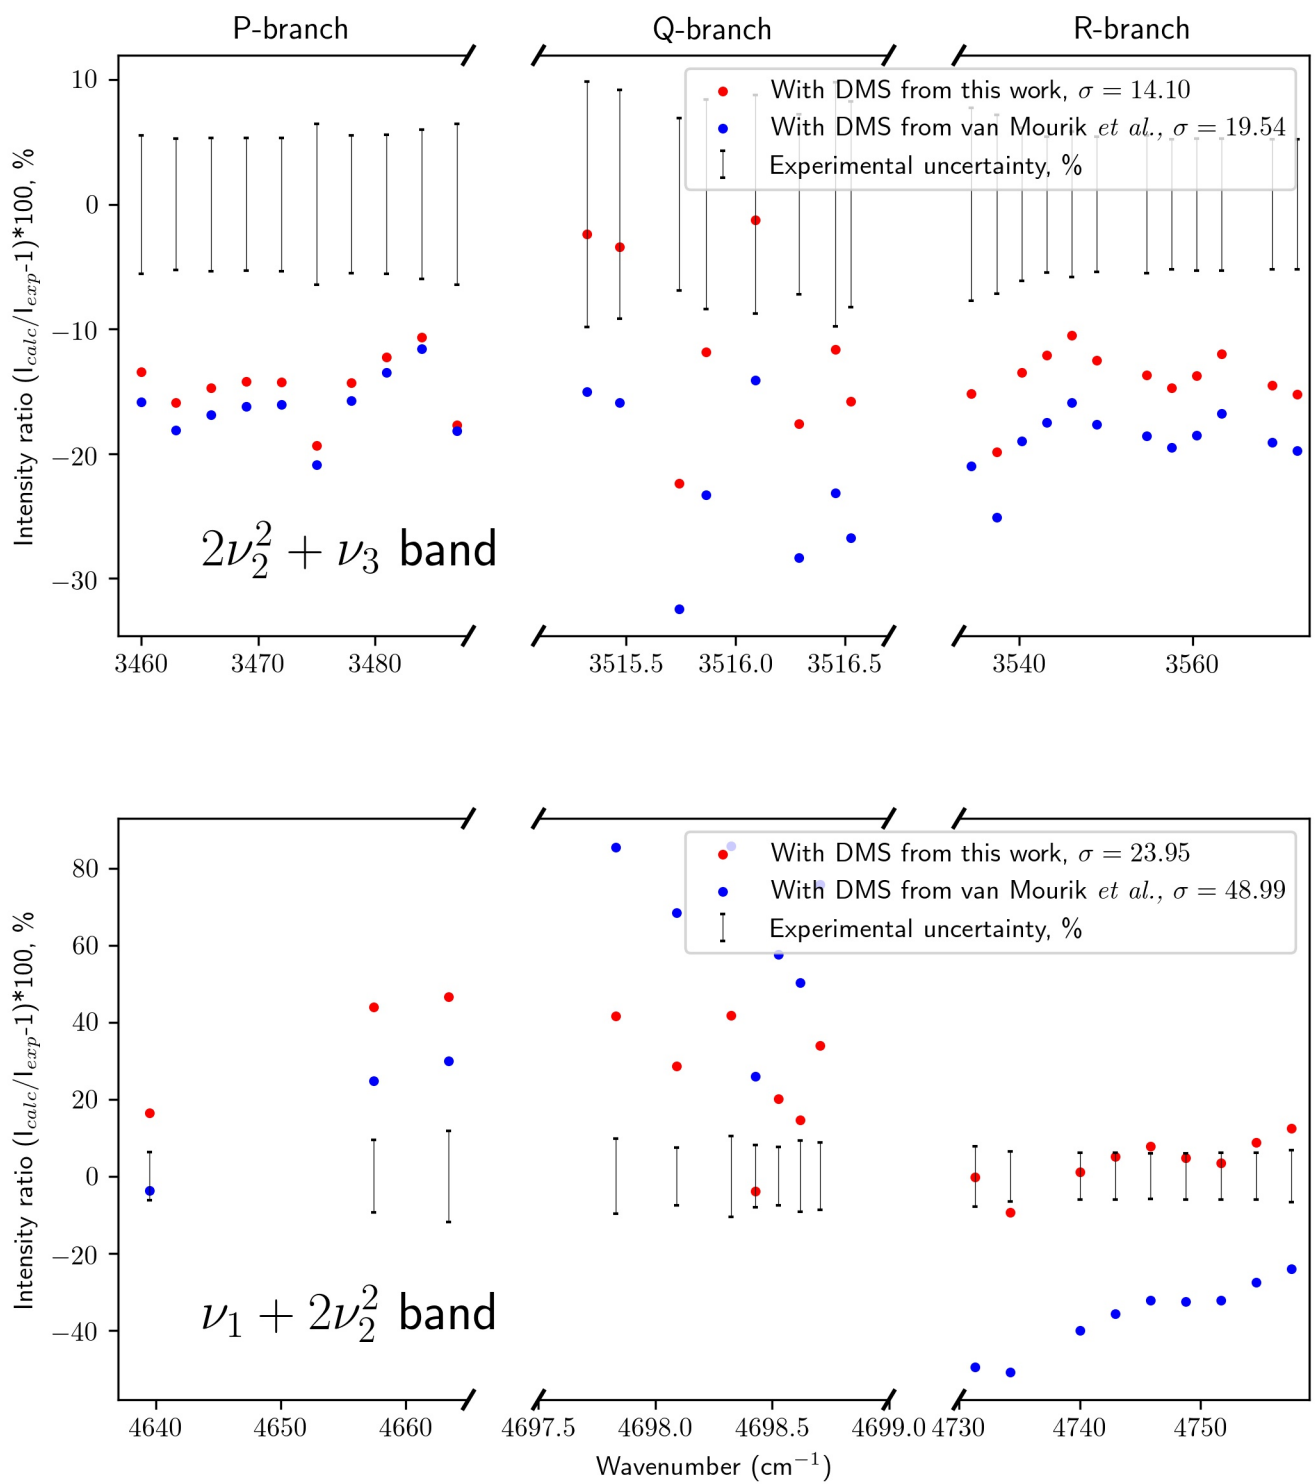 P-branch Q-branch R-branch
With DMS from this work, σ = 14.10
With DMS from van Mourik et al., σ = 19.54
Experimental uncertainty, %
Intensity ratio (I_calc/I_exp-1)*100, %
10
0
−10
−20
−30
2ν₂² + ν₃ band
3460 3470 3480 3515.5 3516.0 3516.5 3540 3560
With DMS from this work, σ = 23.95
With DMS from van Mourik et al., σ = 48.99
Experimental uncertainty, %
Intensity ratio (I_calc/I_exp-1)*100, %
80
60
40
20
0
−20
−40
ν₁ + 2ν₂² band
4640 4650 4660 4697.5 4698.0 4698.5 4699.0 4730 4740 4750
Wavenumber (cm⁻¹)